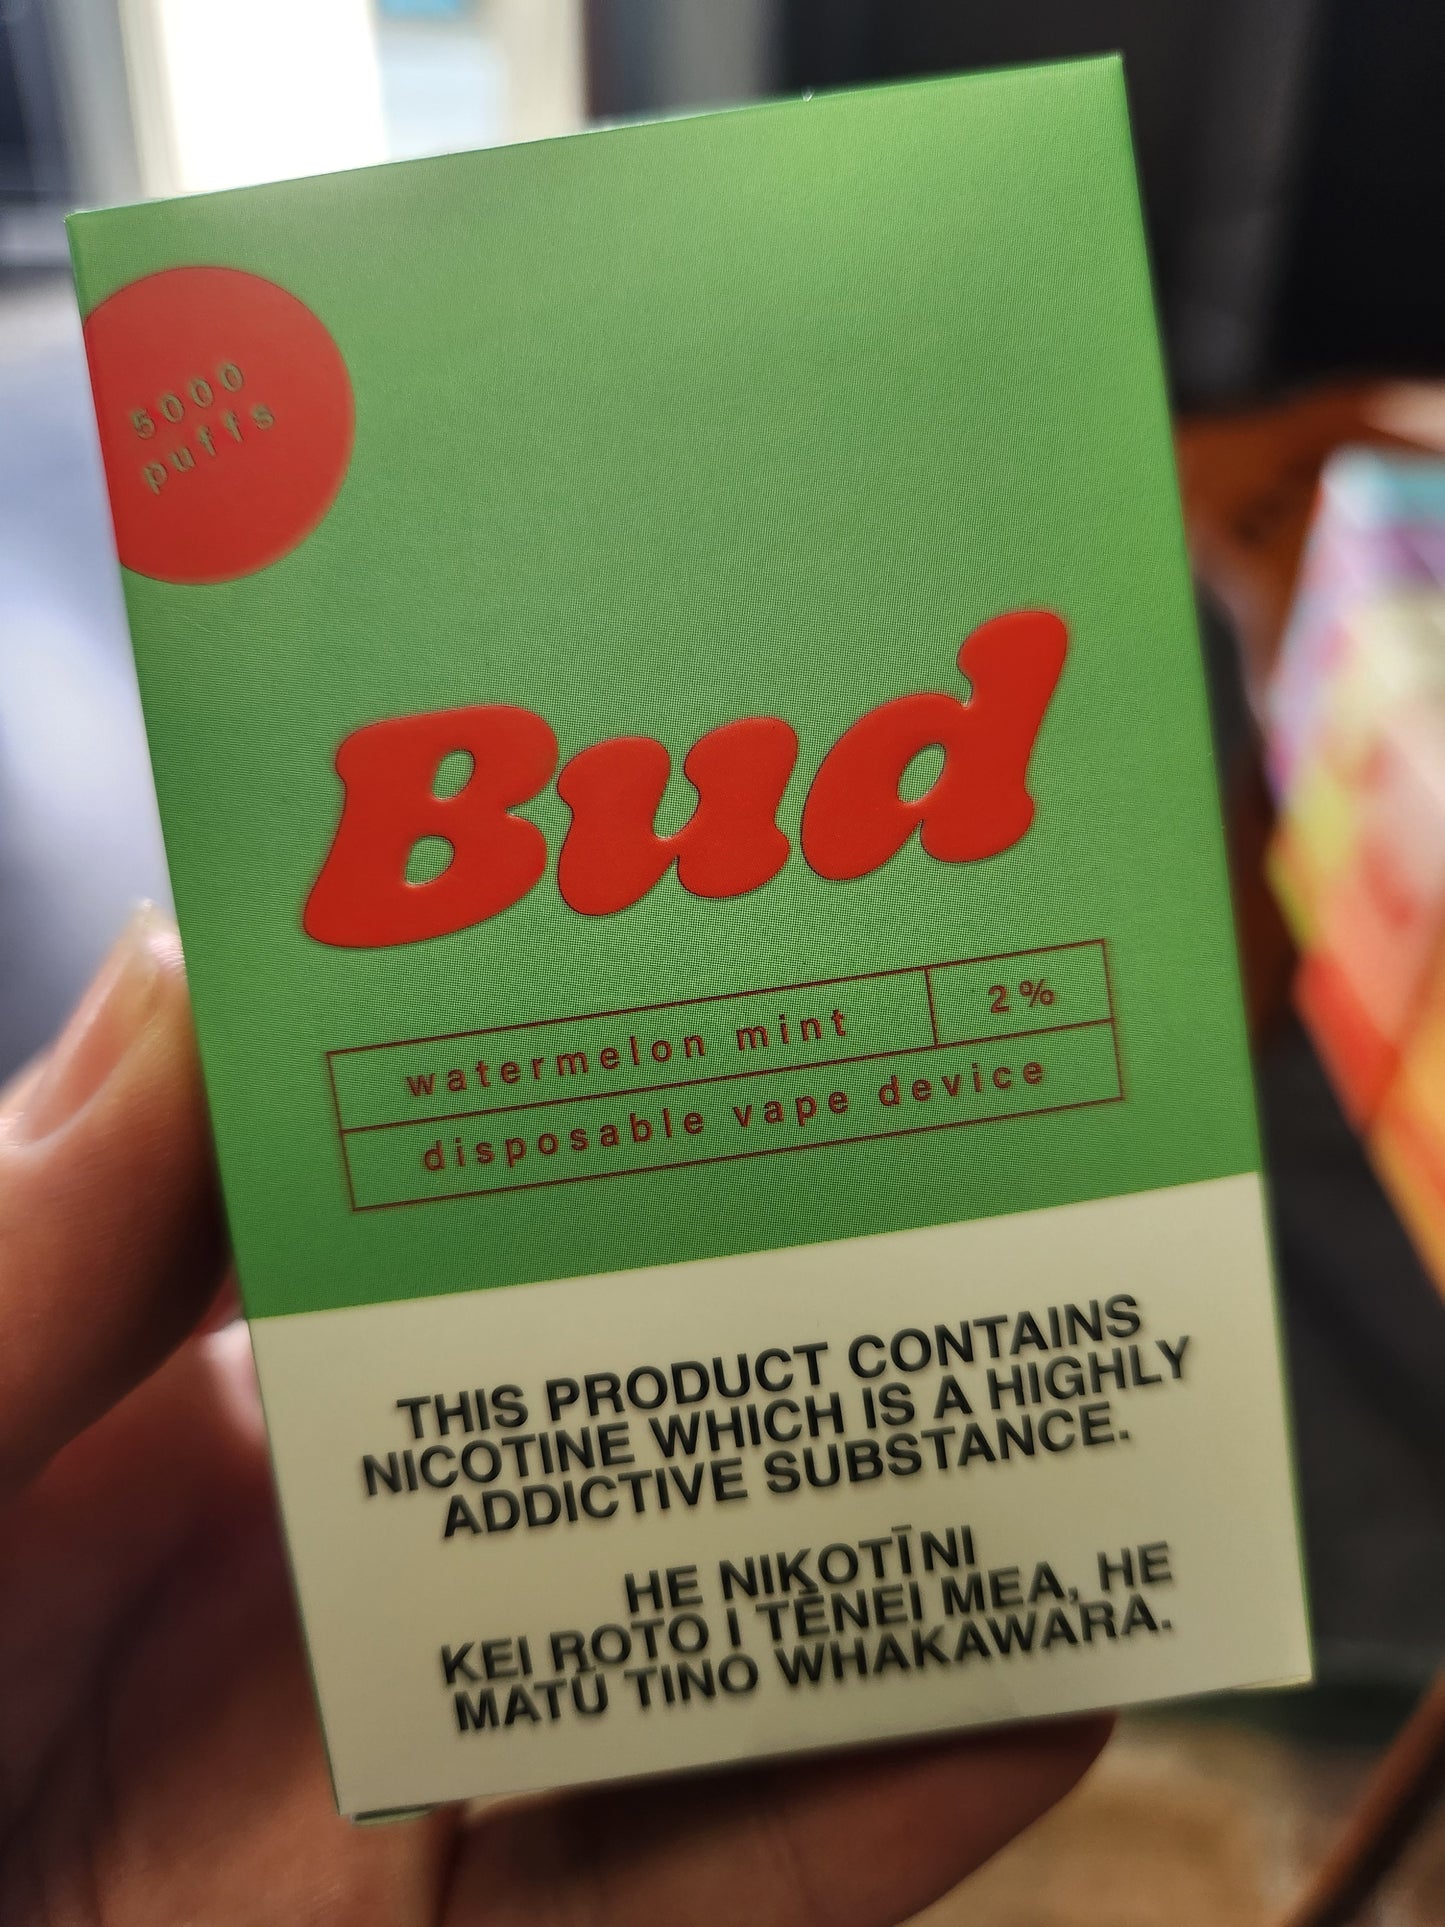 5000
puffs
Bud
watermelon mint 2%
disposable vape device
THIS PRODUCT CONTAINS
NICOTINE WHICH IS A HIGHLY
ADDICTIVE SUBSTANCE.
HE NIKOTĪNI
KEI ROTO I TĒNEI MEA, HE
MATŪ TINO WHAKAWARA.